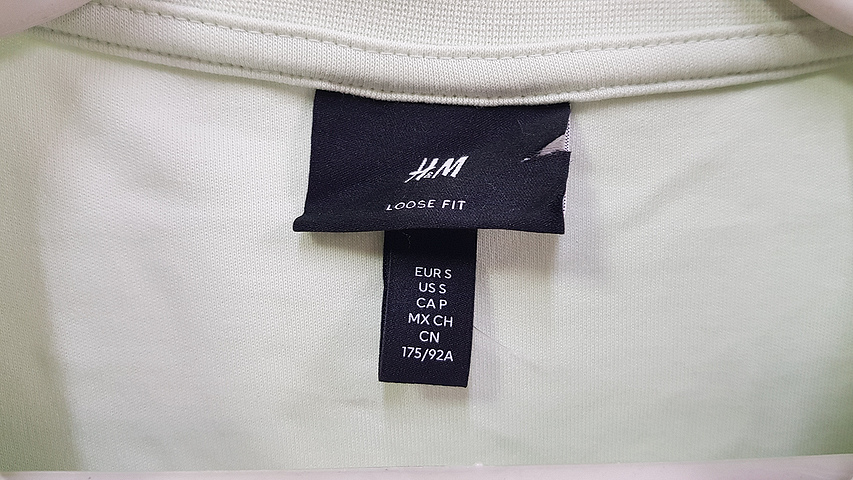 H&M
LOOSE FIT
EUR S
US S
CA P
MX CH
CN
175/92A